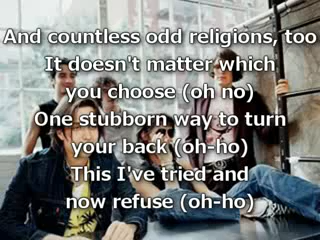 And countless odd religions, too
It doesn't matter which
you choose (oh no)
One stubborn way to turn
your back (oh-ho)
This I've tried and
now refuse (oh-ho)